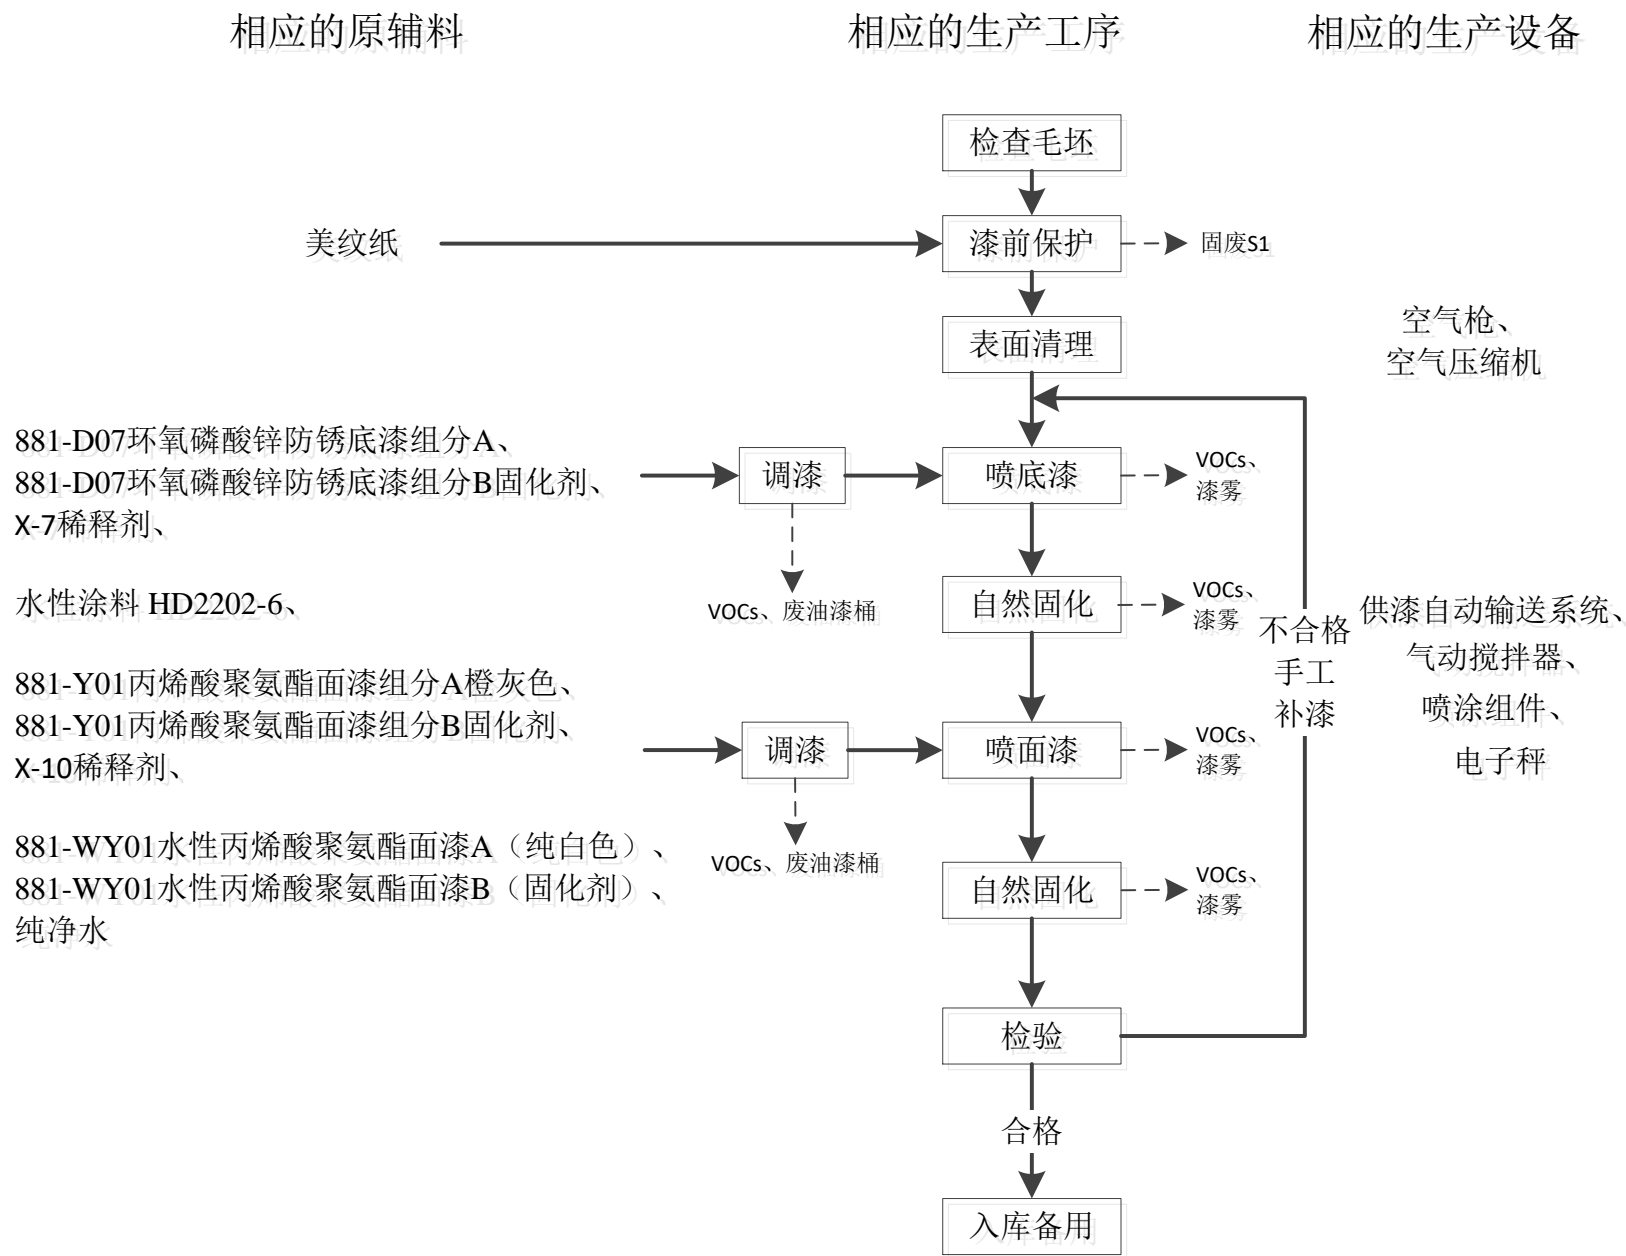 相应的原辅料
相应的生产工序
相应的生产设备
检查毛坯
美纹纸
漆前保护
固废S1
表面清理
空气枪、
空气压缩机
881-D07环氧磷酸锌防锈底漆组分A、
881-D07环氧磷酸锌防锈底漆组分B固化剂、
X-7稀释剂、
调漆
喷底漆
VOCs、
漆雾
水性涂料 HD2202-6、
VOCs、废油漆桶
自然固化
VOCs、
漆雾
不合格
手工
补漆
供漆自动输送系统、
气动搅拌器、
喷涂组件、
电子秤
881-Y01丙烯酸聚氨酯面漆组分A橙灰色、
881-Y01丙烯酸聚氨酯面漆组分B固化剂、
X-10稀释剂、
调漆
喷面漆
VOCs、
漆雾
881-WY01水性丙烯酸聚氨酯面漆A（纯白色）、
881-WY01水性丙烯酸聚氨酯面漆B（固化剂）、
纯净水
VOCs、废油漆桶
自然固化
VOCs、
漆雾
检验
合格
入库备用